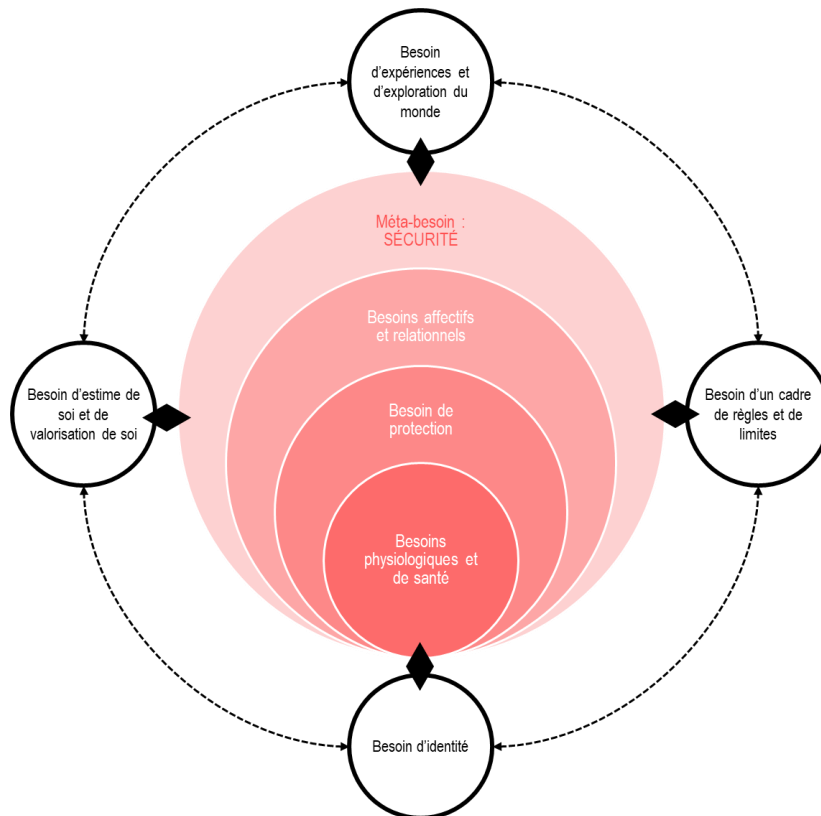 Besoin
d'expériences et
d'exploration du
monde
Méta-besoin :
SÉCURITÉ
Besoins affectifs
et relationnels
Besoin d'estime de
soi et de
valorisation de soi
Besoin de
protection
Besoin d'un cadre
de règles et de
limites
Besoins
physiologiques et
de santé
Besoin d'identité